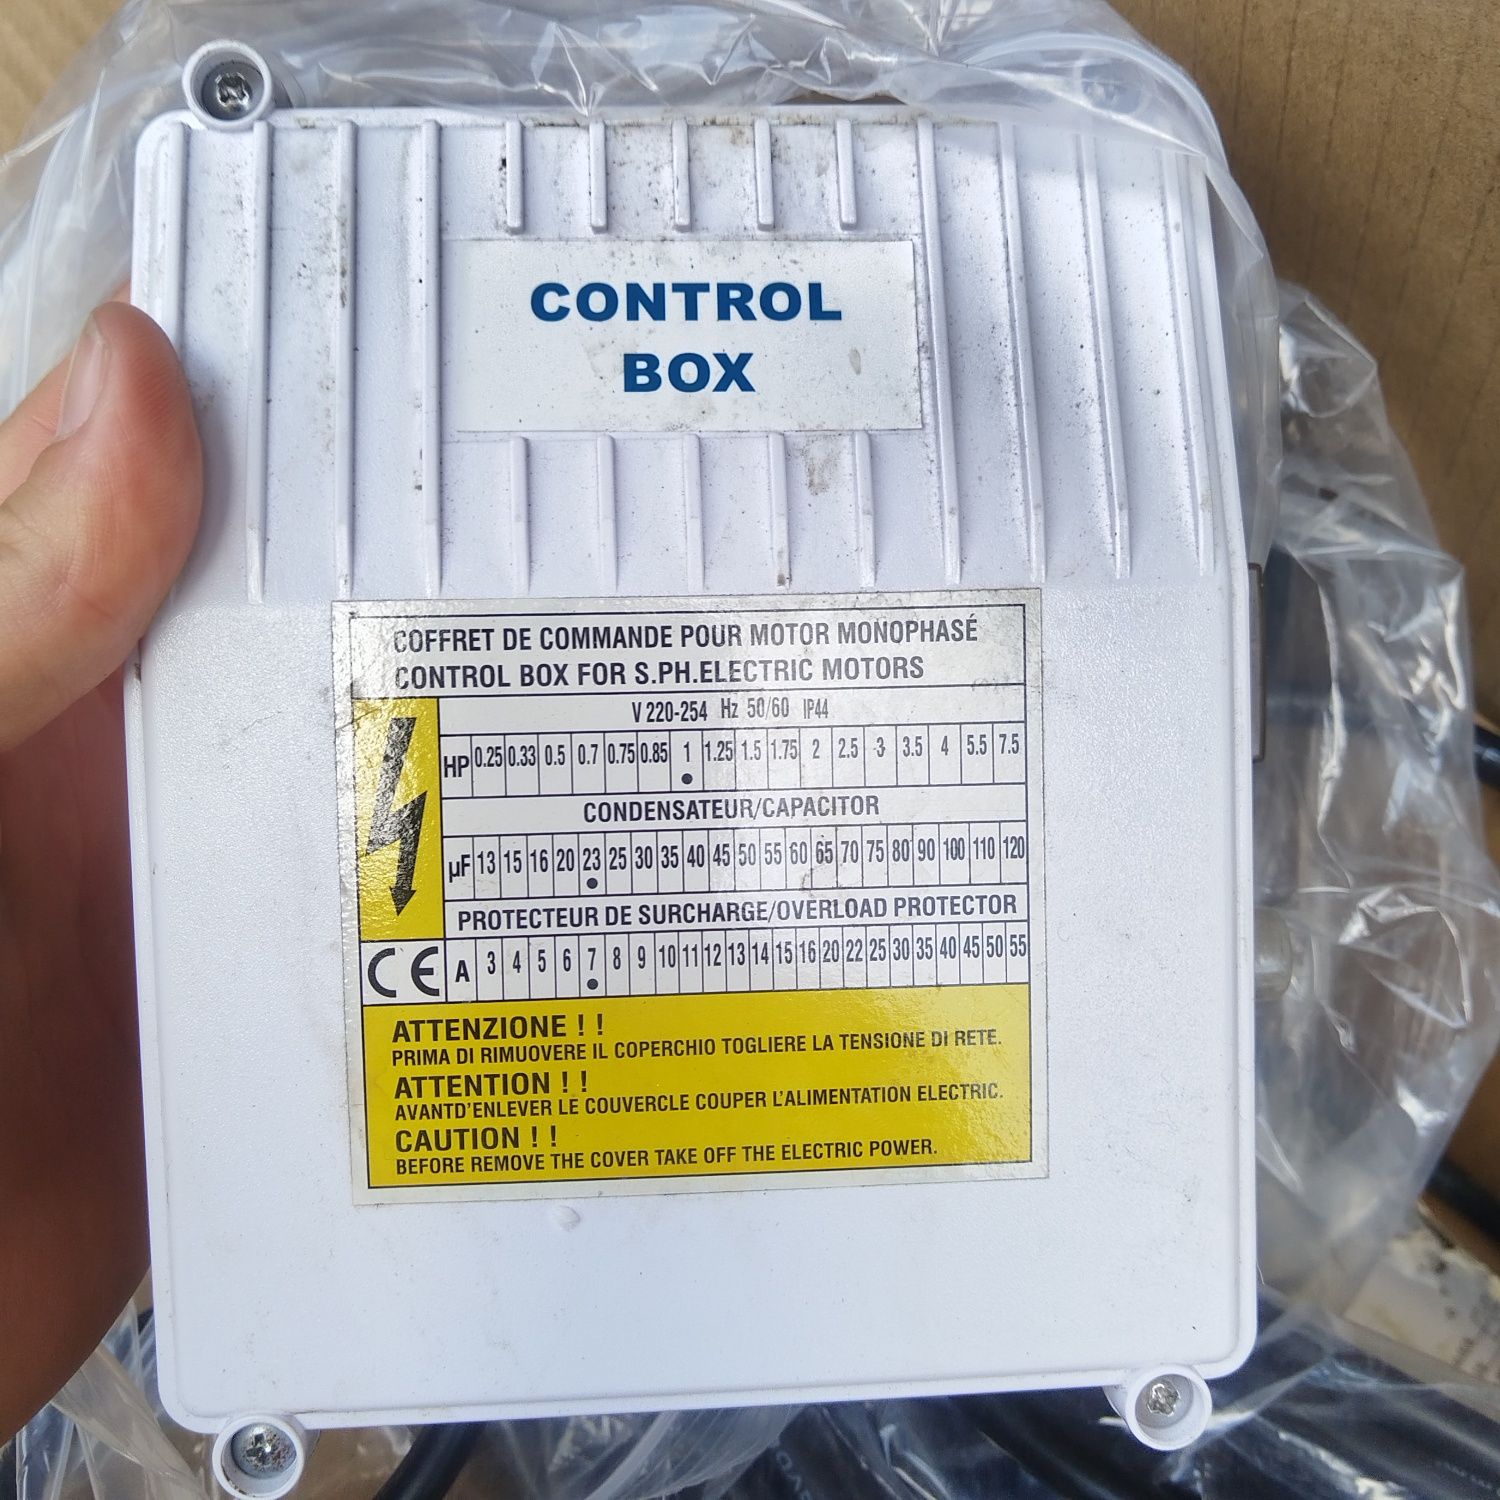 CONTROL
BOX
COFFRET DE COMMANDE POUR MOTOR MONOPHASÉ
CONTROL BOX FOR S.PH.ELECTRIC MOTORS
V 220-254 Hz 50/60 IP44
HP 0.25 0.33 0.5 0.7 0.75 0.85 1 1.25 1.5 1.75 2 2.5 3 3.5 4 5.5 7.5
CONDENSATEUR/CAPACITOR
µF 13 15 16 20 23 25 30 35 40 45 50 55 60 65 70 75 80 90 100 110 120
PROTECTEUR DE SURCHARGE/OVERLOAD PROTECTOR
CE A 3 4 5 6 7 8 9 10 11 12 13 14 15 16 20 22 25 30 35 40 45 50 55
ATTENZIONE ! !
PRIMA DI RIMUOVERE IL COPERCHIO TOGLIERE LA TENSIONE DI RETE.
ATTENTION ! !
AVANTD'ENLEVER LE COUVERCLE COUPER L'ALIMENTATION ELECTRIC.
CAUTION ! !
BEFORE REMOVE THE COVER TAKE OFF THE ELECTRIC POWER.